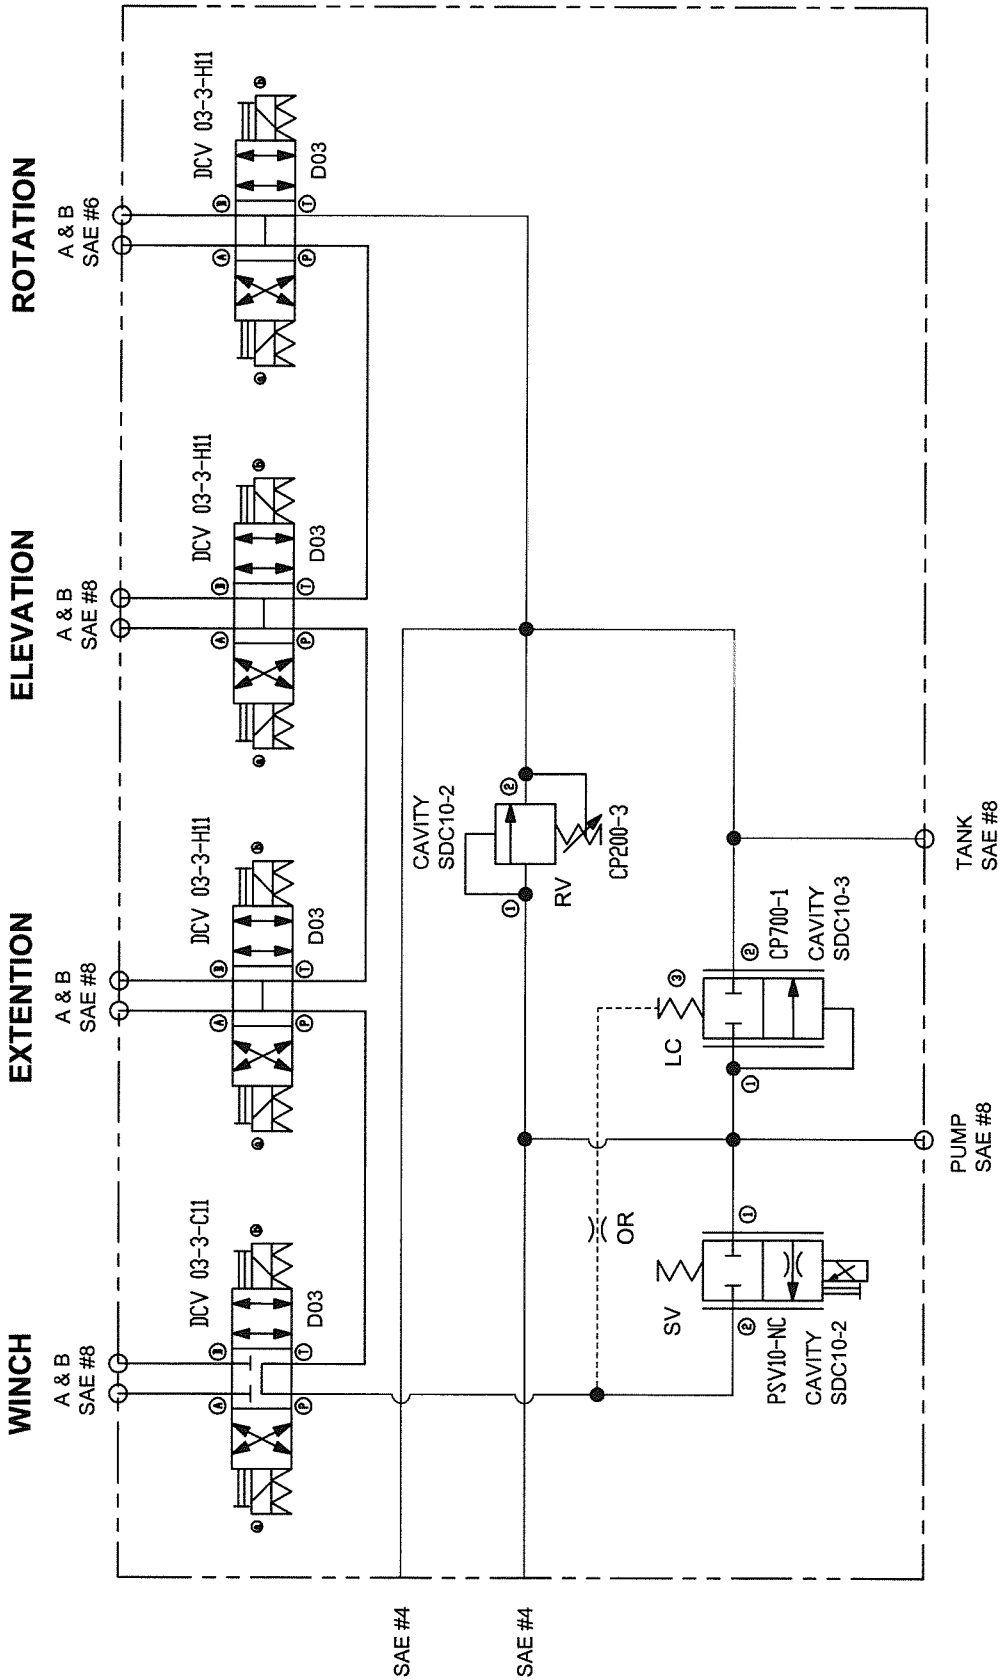 WINCH
A & B
SAE #8
DCV 03-3-C11
D03
A
B
P
T
a
b
EXTENTION
A & B
SAE #8
DCV 03-3-H11
D03
A
B
P
T
a
b
ELEVATION
A & B
SAE #8
DCV 03-3-H11
D03
A
B
P
T
a
b
ROTATION
A & B
SAE #6
DCV 03-3-H11
D03
A
B
P
T
a
b
SAE #4
SAE #4
CAVITY
SDC10-2
1
2
RV
CP200-3
OR
SV
1
2
PSV10-NC
CAVITY
SDC10-2
LC
3
1
2
CP700-1
CAVITY
SDC10-3
PUMP
SAE #8
TANK
SAE #8